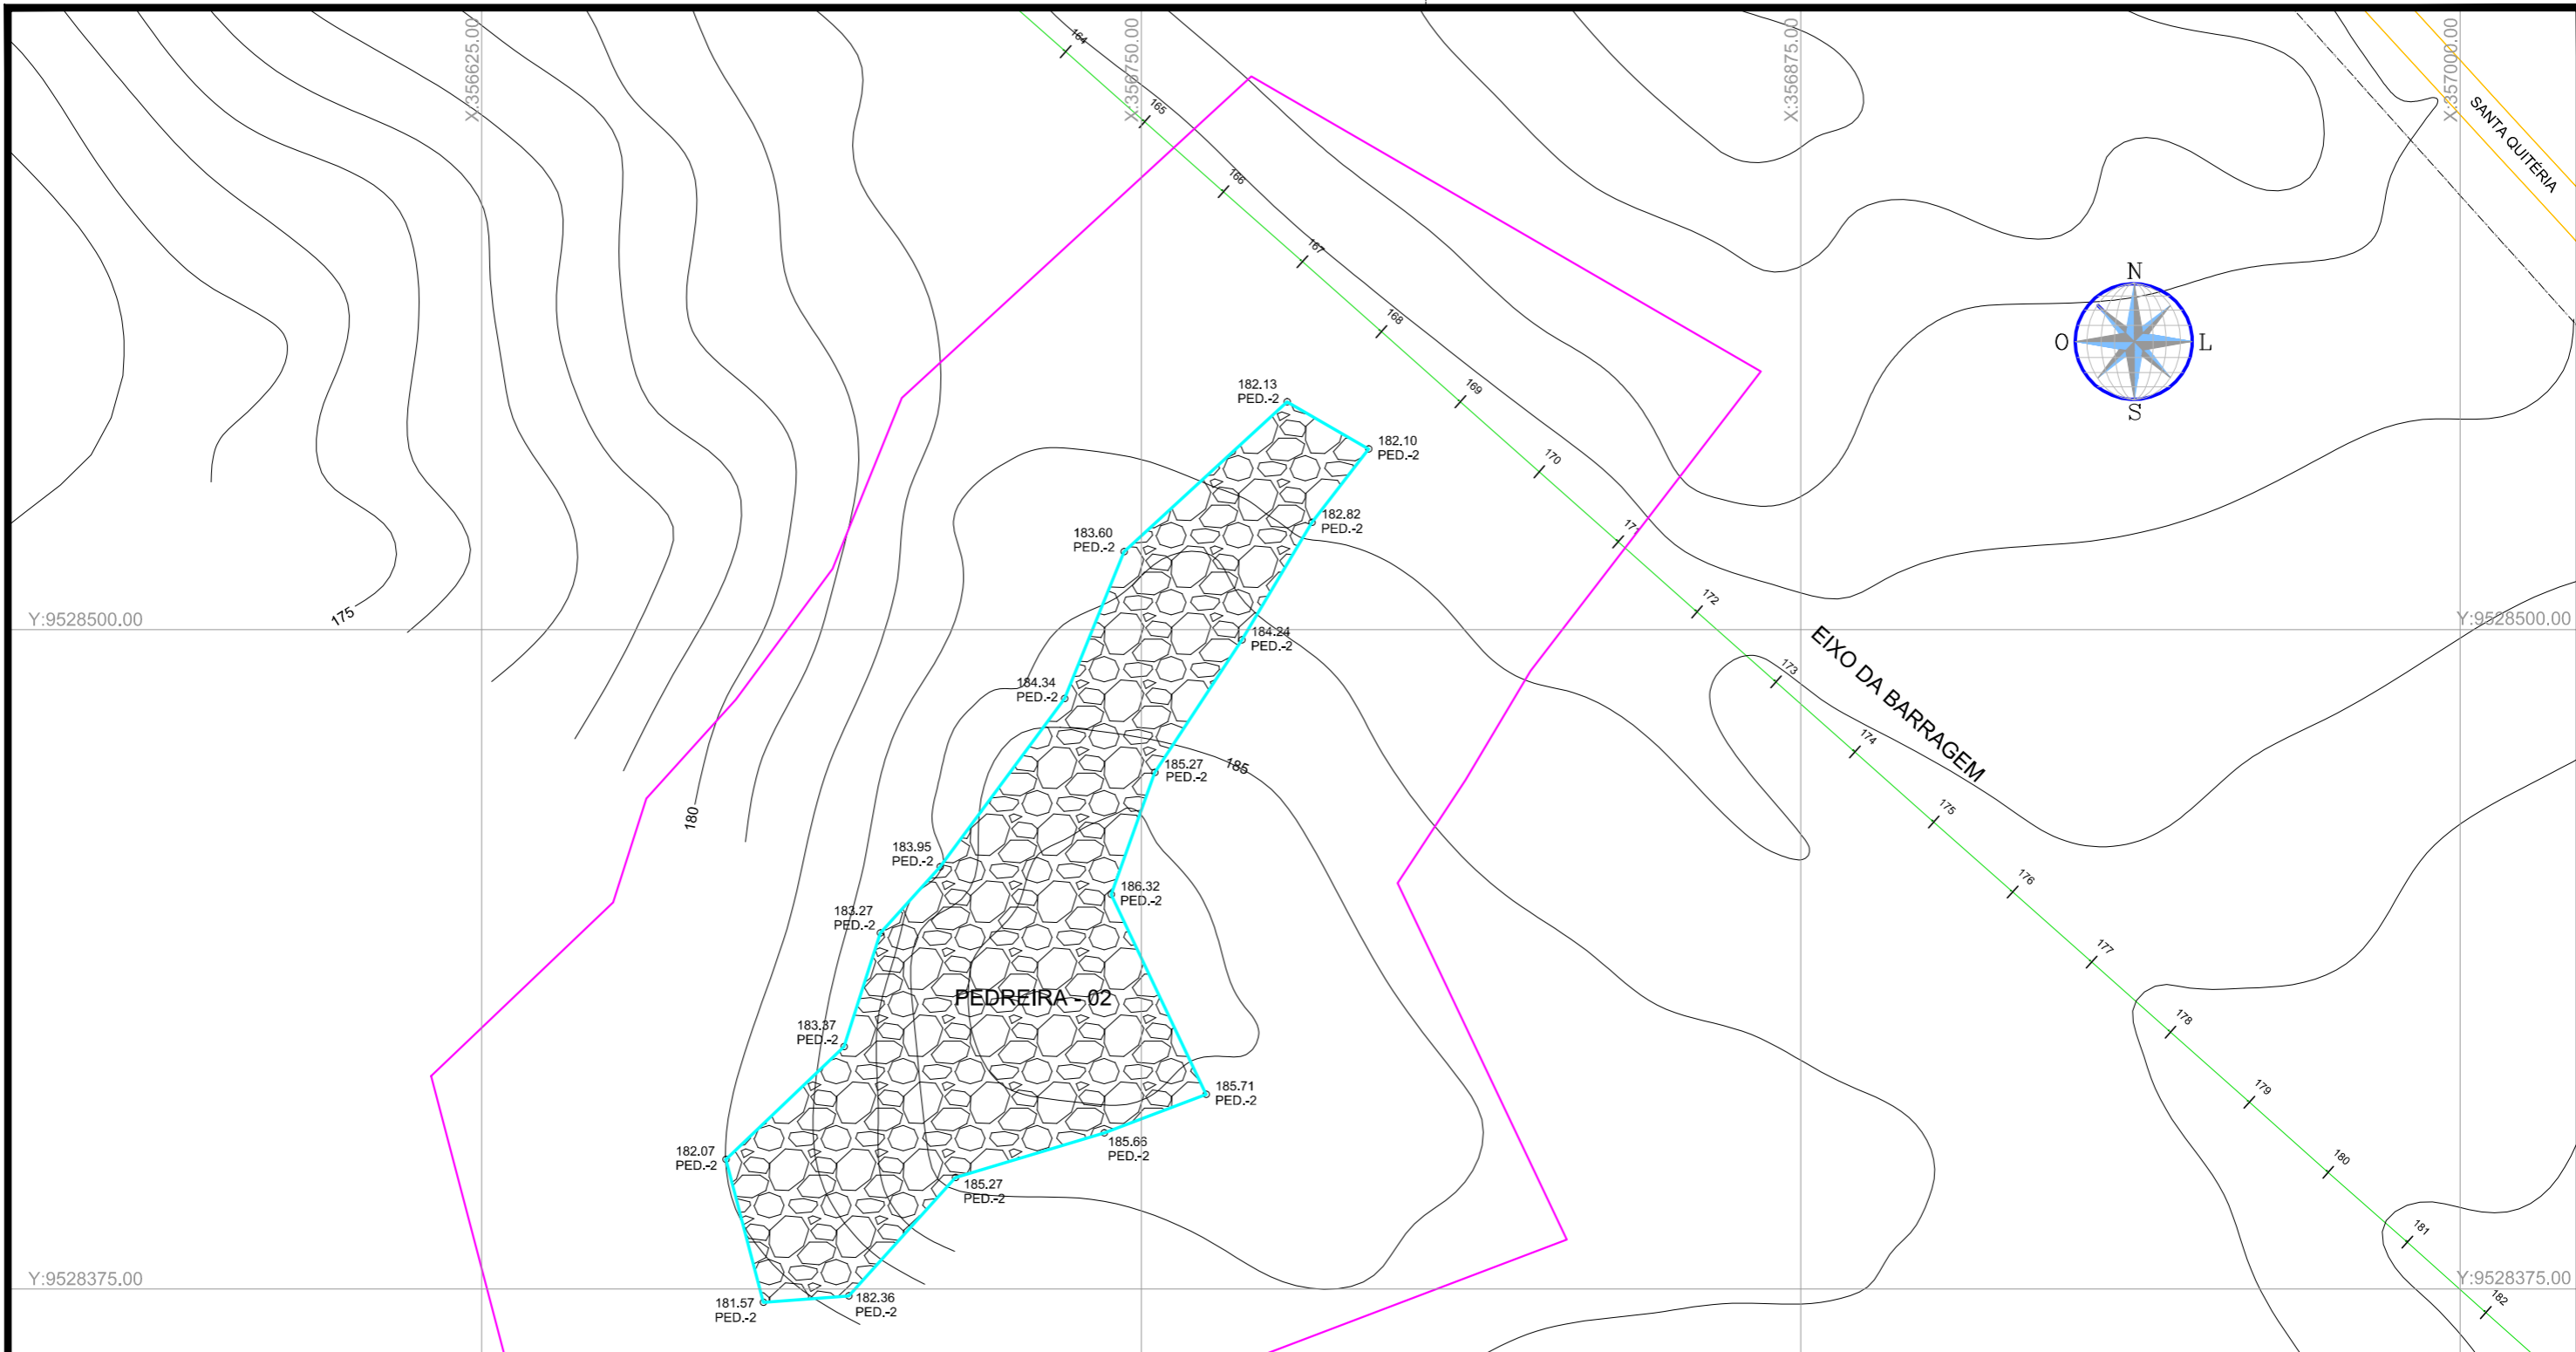 X:356625.00
X:356750.00
X:356875.00
X:357000.00
164
165
166
167
168
169
170
171
172
173
174
175
176
177
178
179
180
181
182
SANTA QUITÉRIA
N
O
L
S
182.13
PED.-2
182.10
PED.-2
182.82
PED.-2
183.60
PED.-2
184.24
PED.-2
184.34
PED.-2
185.27
PED.-2
185
183.95
PED.-2
186.32
PED.-2
183.27
PED.-2
PEDREIRA - 02
183.37
PED.-2
185.71
PED.-2
185.66
PED.-2
182.07
PED.-2
185.27
PED.-2
181.57
PED.-2
182.36
PED.-2
175
180
EIXO DA BARRAGEM
Y:9528500.00
Y:9528500.00
Y:9528375.00
Y:9528375.00